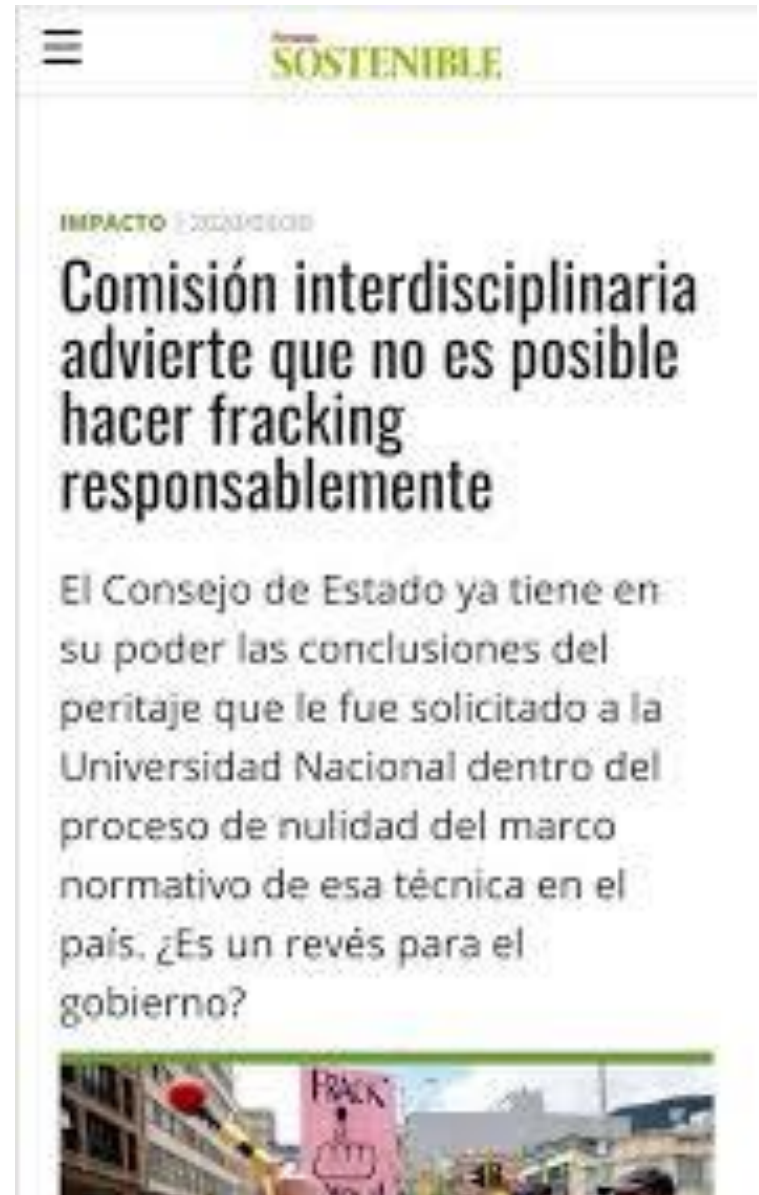 SOSTENIBLE
IMPACTO
Comisión interdisciplinaria
advierte que no es posible
hacer fracking
responsablemente
El Consejo de Estado ya tiene en
su poder las conclusiones del
peritaje que le fue solicitado a la
Universidad Nacional dentro del
proceso de nulidad del marco
normativo de esa técnica en el
país. ¿Es un revés para el
gobierno?
FRACK